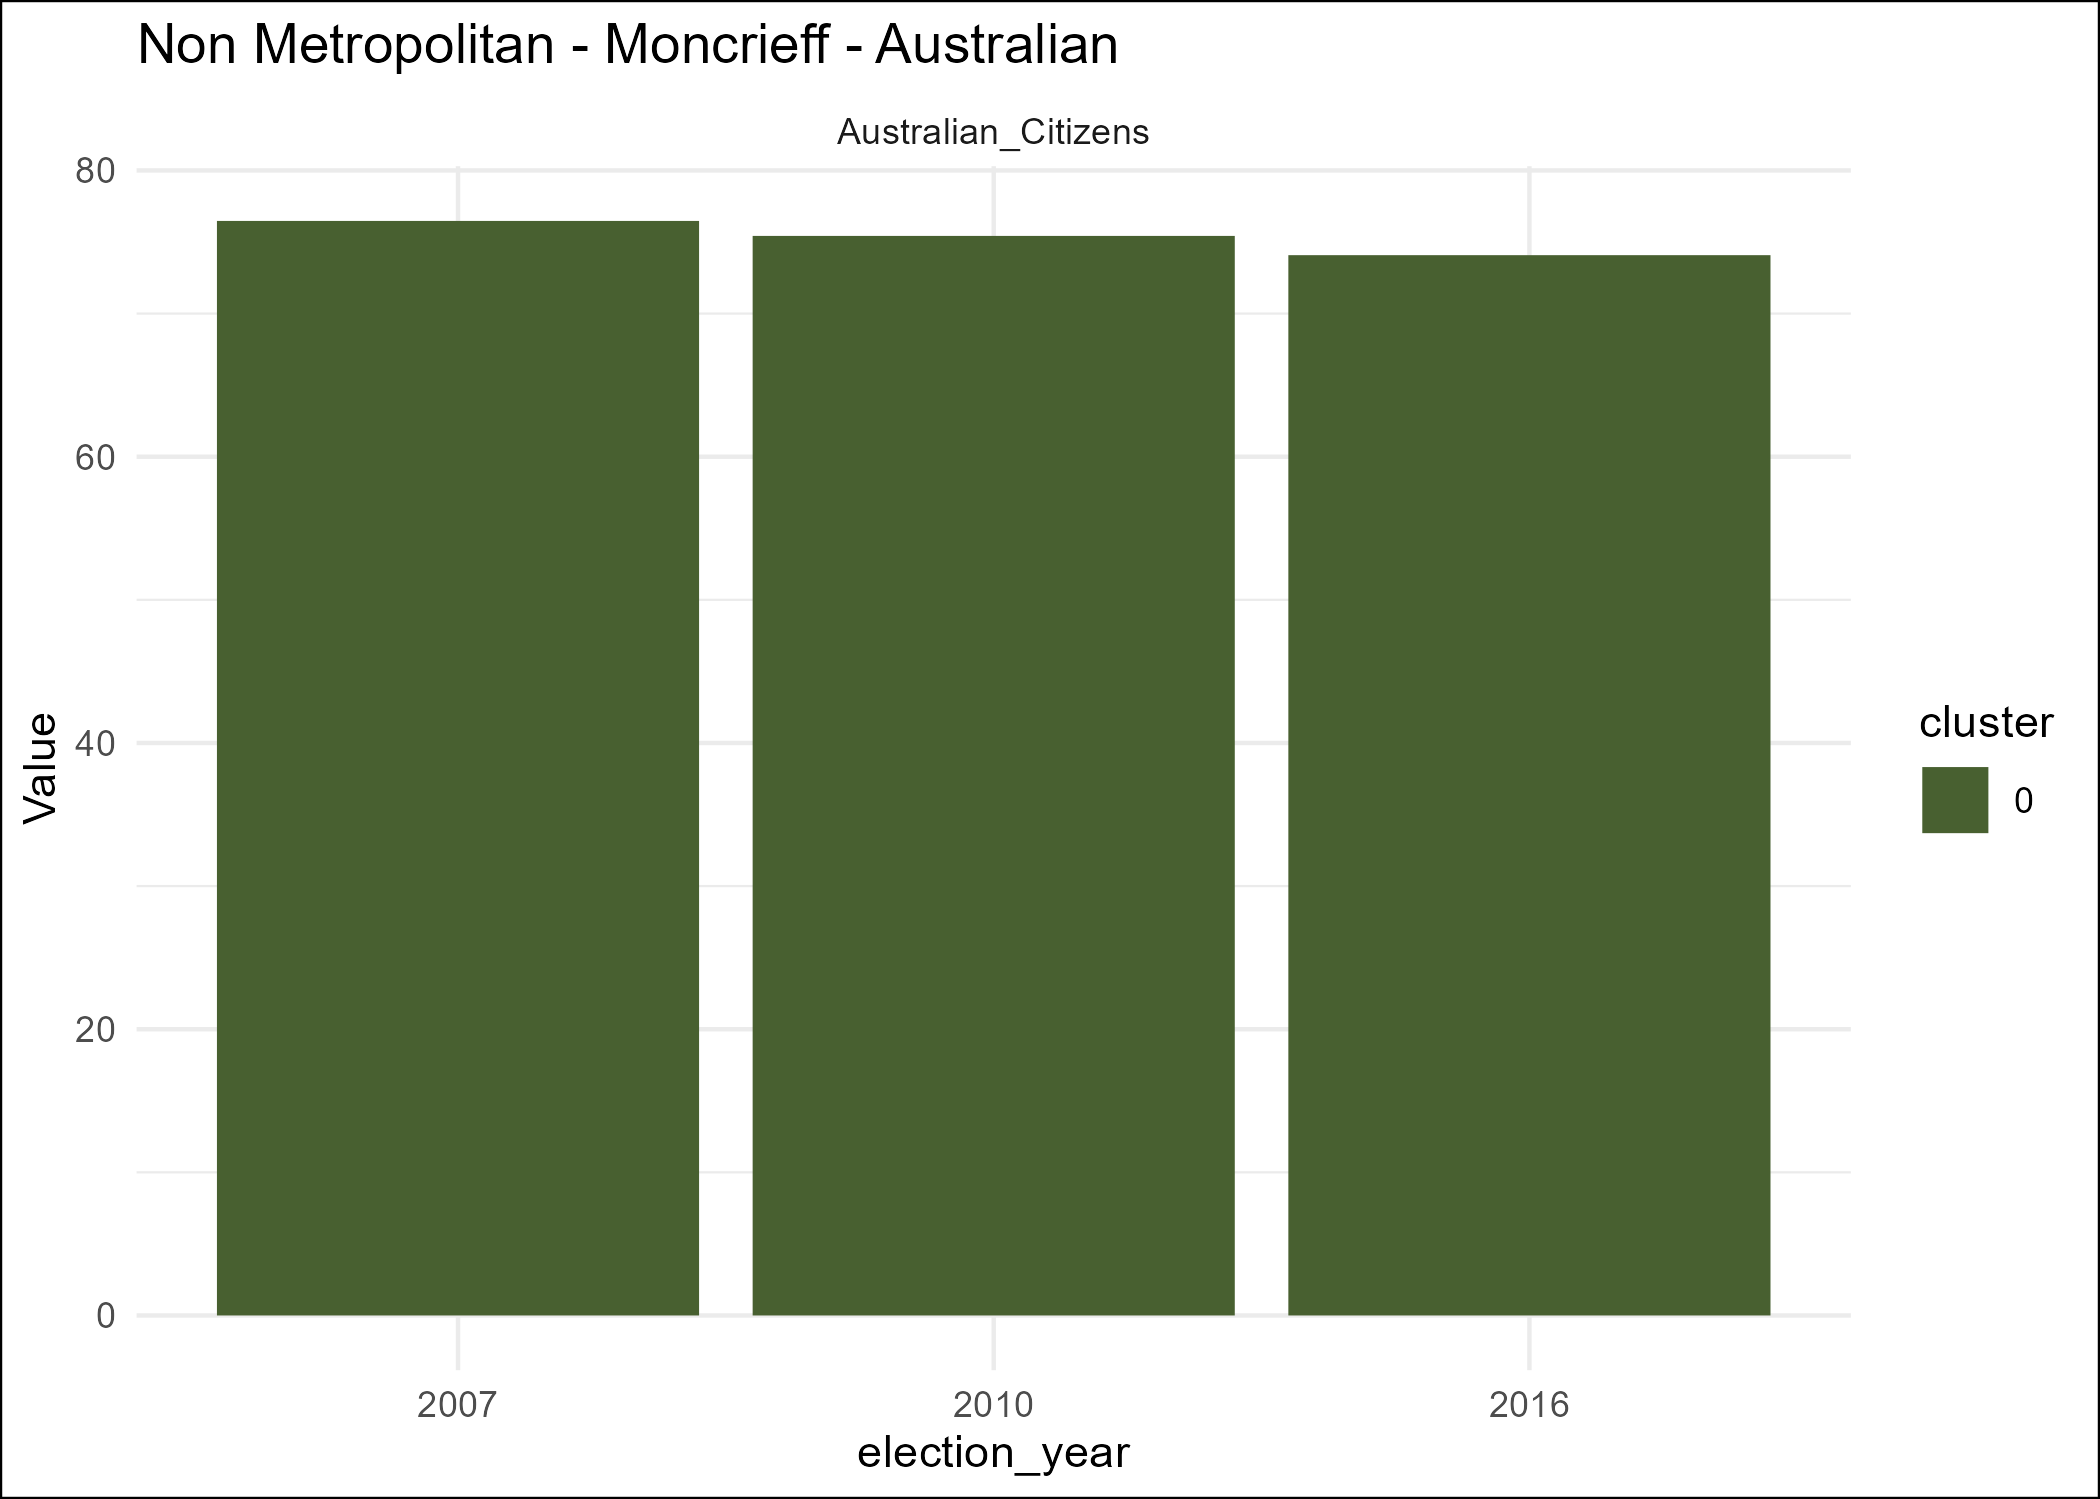 Non Metropolitan - Moncrieff - Australian
Australian_Citizens
80
60
40
20
0
Value
2007
2010
2016
election_year
cluster
0